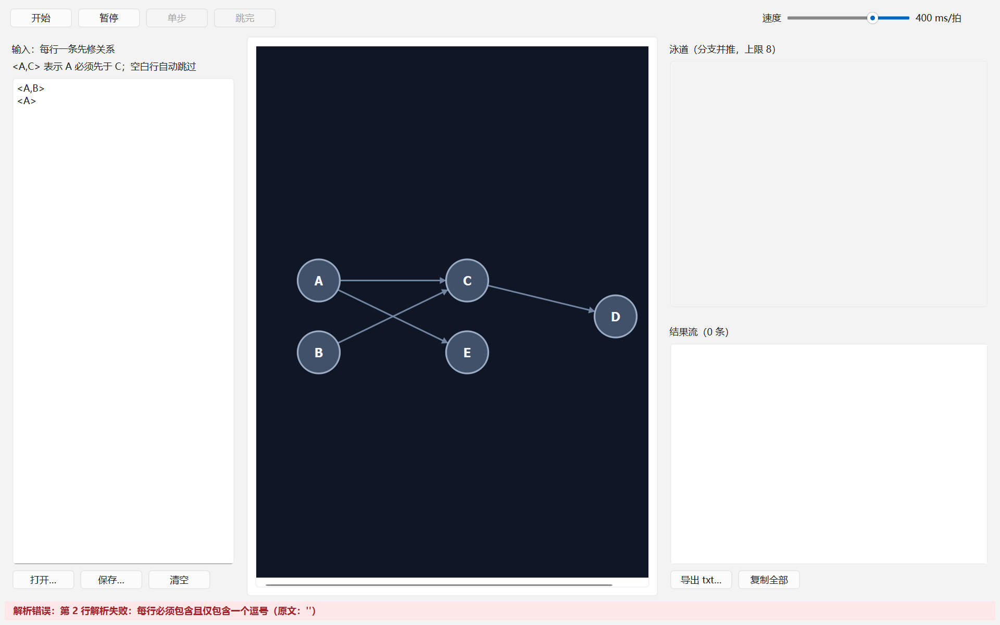 开始 暂停 单步 跳完 速度 400 ms/拍
输入：每行一条先修关系
<A,C> 表示 A 必须先于 C；空白行自动跳过
<A,B>
<A>
打开... 保存... 清空
A
C
D
B
E
泳道（分支并推，上限 8）
结果流（0 条）
导出 txt... 复制全部
解析错误：第 2 行解析失败：每行必须包含且仅包含一个逗号（原文：''）